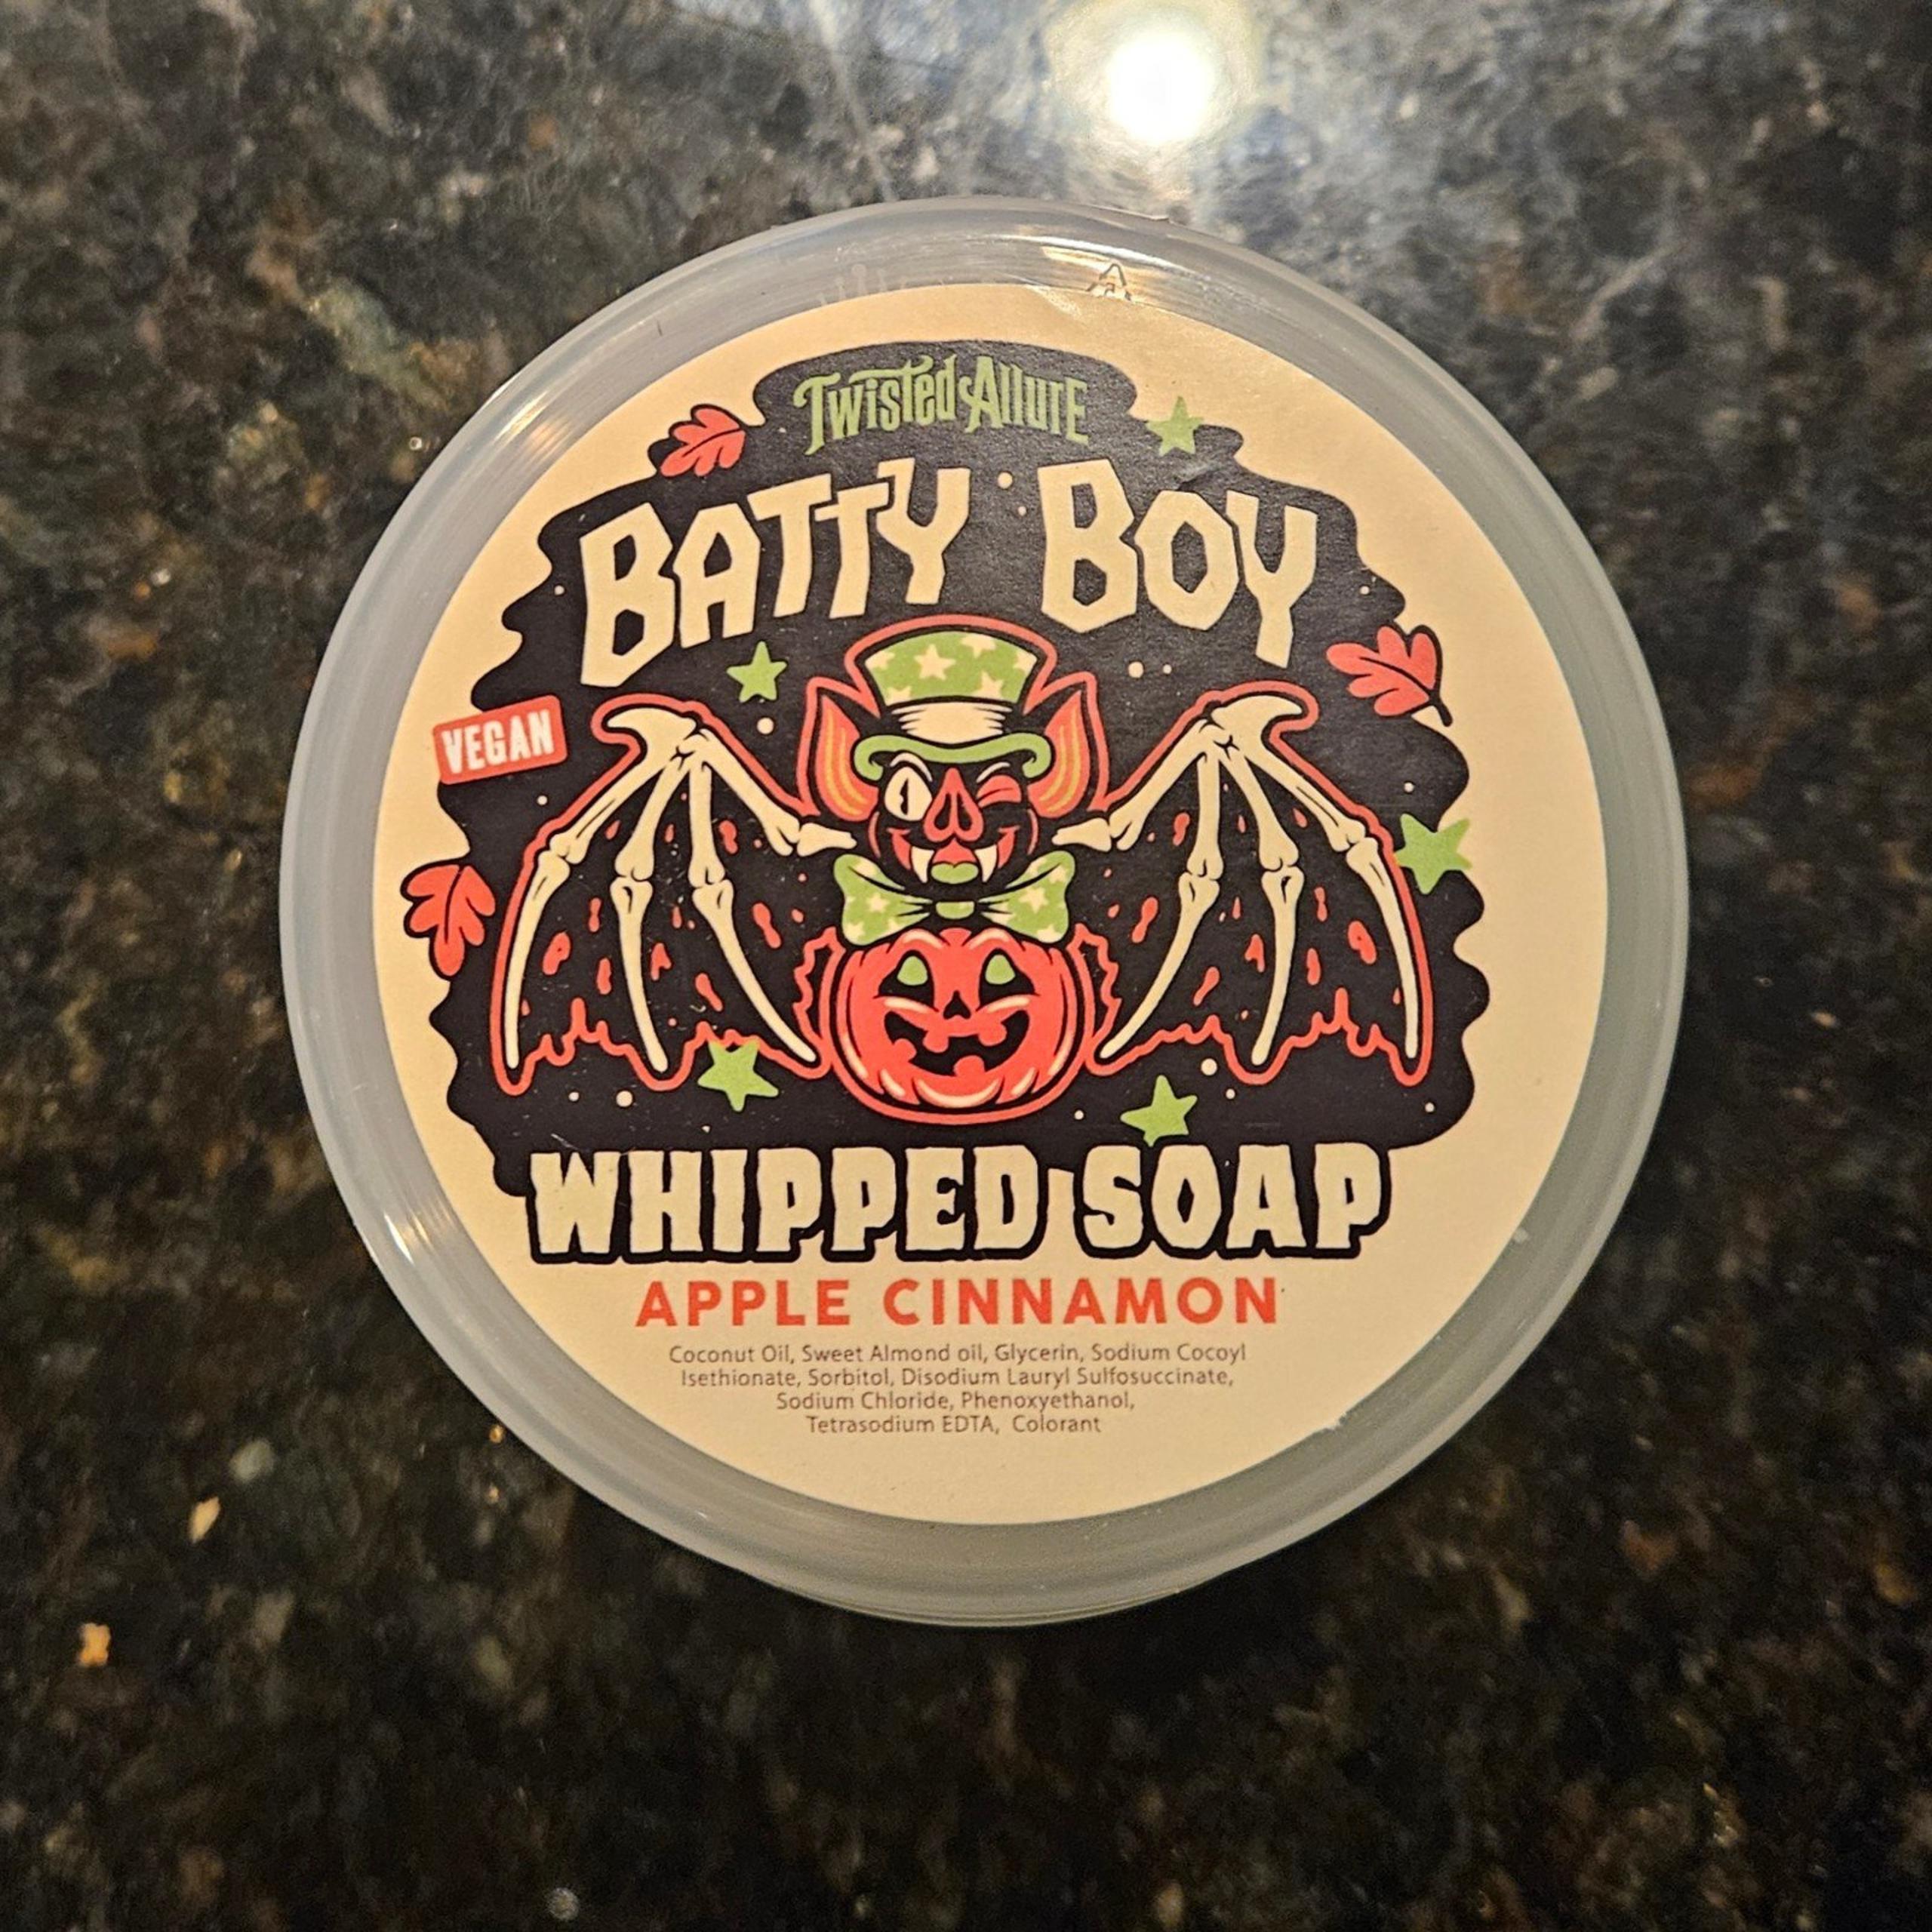 Twisted Allure
BATTY BOY
VEGAN
WHIPPED SOAP
APPLE CINNAMON
Coconut Oil, Sweet Almond oil, Glycerin, Sodium Cocoyl
Isethionate, Sorbitol, Disodium Lauryl Sulfosuccinate,
Sodium Chloride, Phenoxyethanol,
Tetrasodium EDTA, Colorant